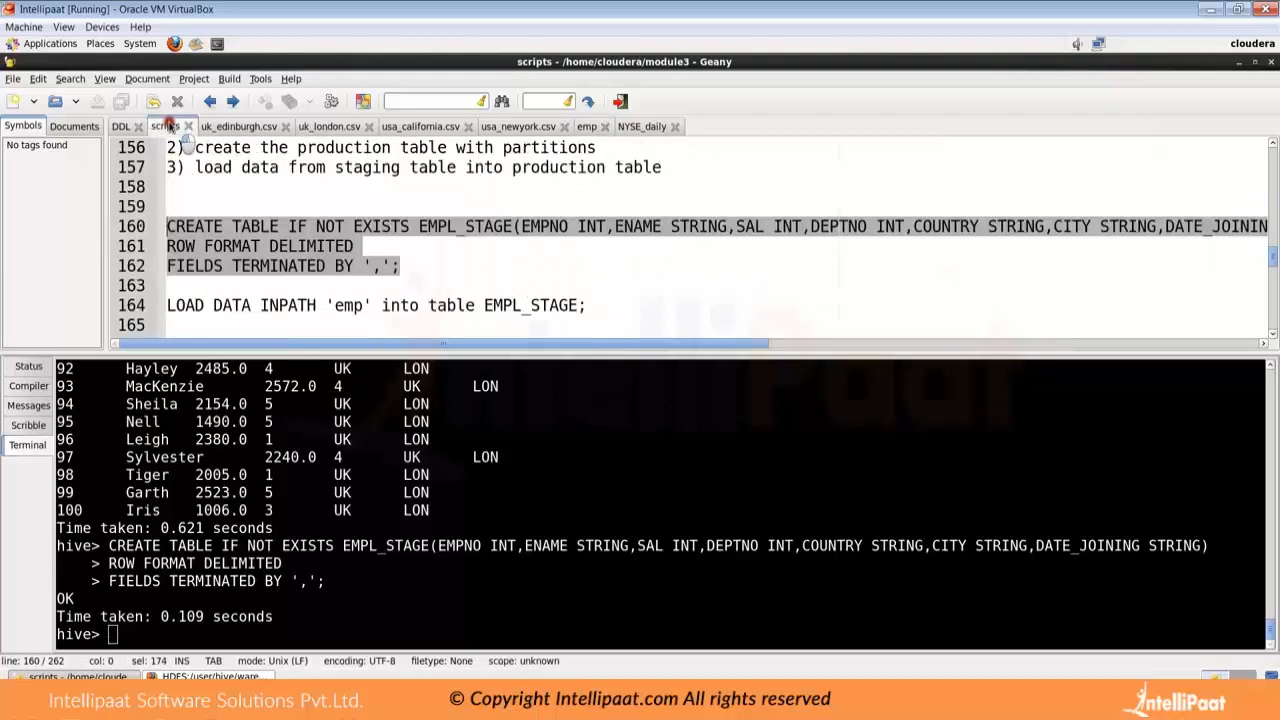 Intellipaat [Running] - Oracle VM VirtualBox
Machine View Devices Help
Applications Places System
cloudera
scripts - /home/cloudera/module3 - Geany
File Edit Search View Document Project Build Tools Help
Symbols Documents
DDL scripts uk_edinburgh.csv uk_london.csv usa_california.csv usa_newyork.csv emp NYSE_daily
No tags found
156 2) create the production table with partitions
157 3) load data from staging table into production table
158
159
160 CREATE TABLE IF NOT EXISTS EMPL_STAGE(EMPNO INT,ENAME STRING,SAL INT,DEPTNO INT,COUNTRY STRING,CITY STRING,DATE_JOININ
161 ROW FORMAT DELIMITED
162 FIELDS TERMINATED BY ',';
163
164 LOAD DATA INPATH 'emp' into table EMPL_STAGE;
165
Status
Compiler
Messages
Scribble
Terminal
92 Hayley 2485.0 4 UK LON
93 MacKenzie 2572.0 4 UK LON
94 Sheila 2154.0 5 UK LON
95 Nell 1490.0 5 UK LON
96 Leigh 2380.0 1 UK LON
97 Sylvester 2240.0 4 UK LON
98 Tiger 2005.0 1 UK LON
99 Garth 2523.0 5 UK LON
100 Iris 1006.0 3 UK LON
Time taken: 0.621 seconds
hive> CREATE TABLE IF NOT EXISTS EMPL_STAGE(EMPNO INT,ENAME STRING,SAL INT,DEPTNO INT,COUNTRY STRING,CITY STRING,DATE_JOINING STRING)
> ROW FORMAT DELIMITED
> FIELDS TERMINATED BY ',';
OK
Time taken: 0.109 seconds
hive>
line: 160 / 262 col: 0 sel: 174 INS TAB mode: Unix (LF) encoding: UTF-8 filetype: None scope: unknown
scripts - /home/cloude... HDFS:/user/hive/ware...
Intellipaat Software Solutions Pvt.Ltd.
© Copyright Intellipaat.com All rights reserved
IntelliPaat